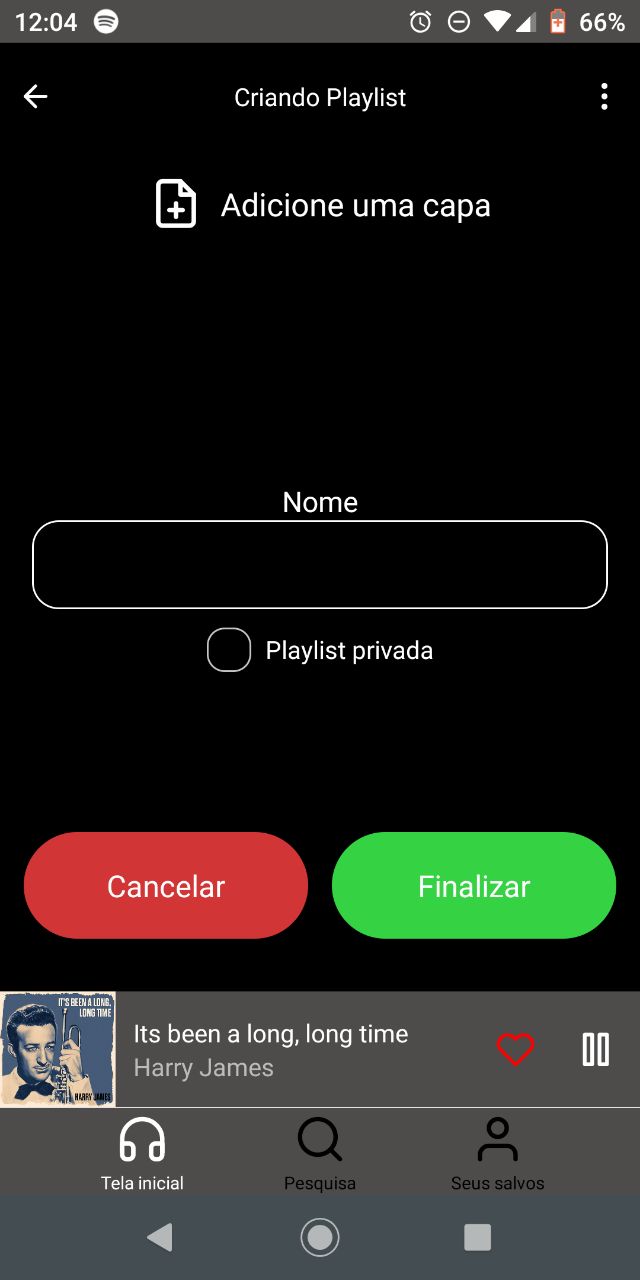 12:04
66%
Criando Playlist
Adicione uma capa
Nome
Playlist privada
Cancelar
Finalizar
IT'S BEEN A LONG,
LONG TIME
HARRY JAMES
Its been a long, long time
Harry James
Tela inicial
Pesquisa
Seus salvos